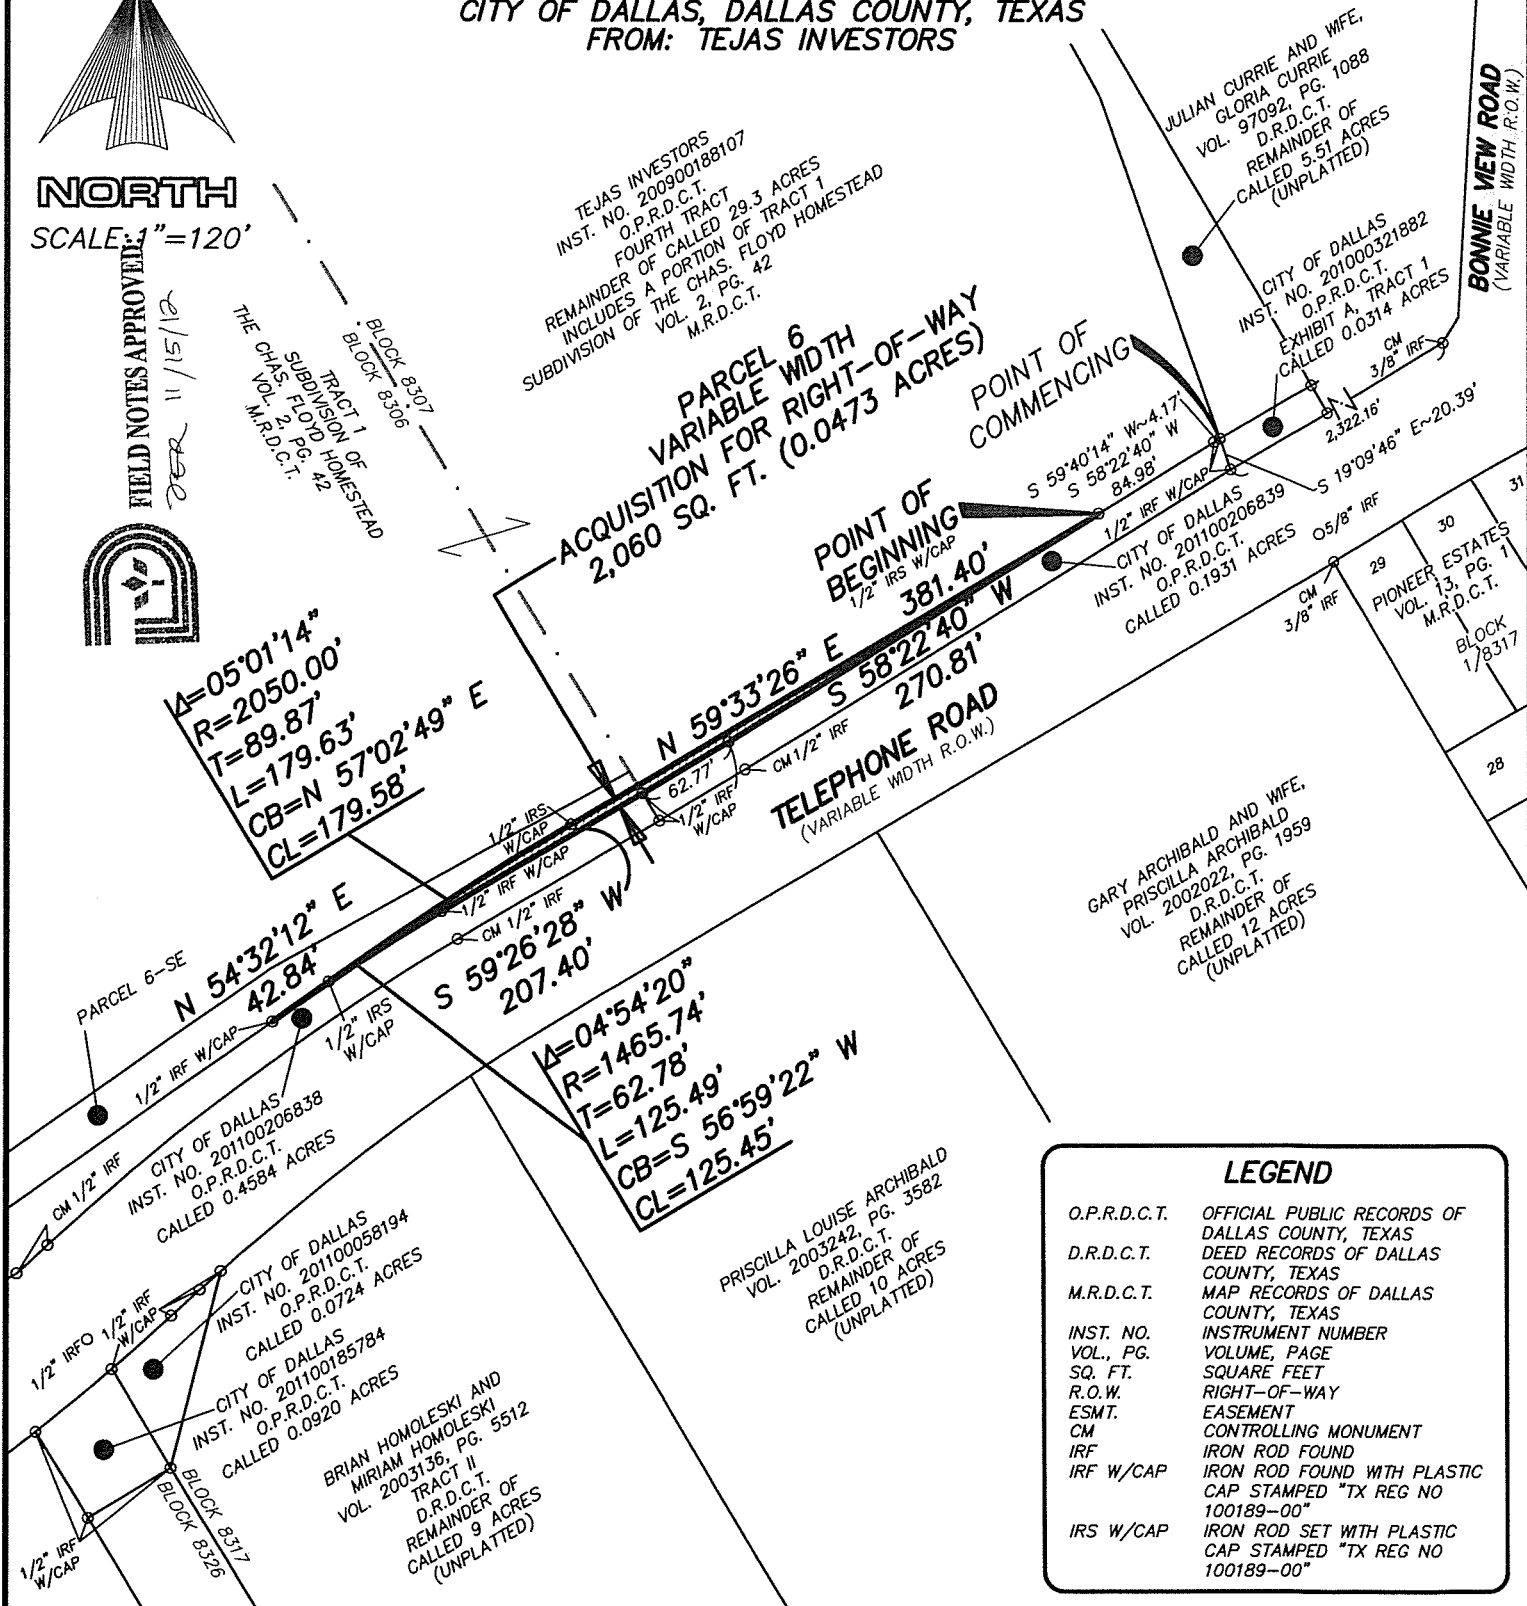 CITY OF DALLAS, DALLAS COUNTY, TEXAS
FROM: TEJAS INVESTORS
NORTH
SCALE: 1"=120'
FIELD NOTES APPROVED:
JULIAN CURRIE AND WIFE,
GLORIA CURRIE
VOL. 97092, PG. 1088
D.R.D.C.T.
REMAINDER OF
CALLED 5.51 ACRES
(UNPLATTED)
BONNIE VIEW ROAD
(VARIABLE WIDTH R.O.W.)
TEJAS INVESTORS
INST. NO. 200900188107
O.P.R.D.C.T.
FOURTH TRACT
REMAINDER OF CALLED 29.3 ACRES
INCLUDES A PORTION OF TRACT 1
SUBDIVISION OF THE CHAS. FLOYD HOMESTEAD
VOL. 2, PG. 42
M.R.D.C.T.
CITY OF DALLAS
INST. NO. 201000321882
O.P.R.D.C.T.
EXHIBIT A, TRACT 1
CALLED 0.0314 ACRES
CM
3/8" IRF
2,322.16'
BLOCK 8307
BLOCK 8306
TRACT 1
SUBDIVISION OF
THE CHAS. FLOYD HOMESTEAD
VOL. 2, PG. 42
M.R.D.C.T.
PARCEL 6
VARIABLE WIDTH
ACQUISITION FOR RIGHT-OF-WAY
2,060 SQ. FT. (0.0473 ACRES)
POINT OF
COMMENCING
S 59°40'14" W~4.17'
S 58°22'40" W
84.98'
1/2" IRF W/CAP
S 19°09'46" E~20.39'
POINT OF
BEGINNING
1/2" IRS W/CAP
381.40'
N 59°33'26" E
S 58°22'40" W
270.81'
CITY OF DALLAS
INST. NO. 201100206839
O.P.R.D.C.T.
CALLED 0.1931 ACRES
5/8" IRF
CM
3/8" IRF
29
30
31
PIONEER ESTATES
VOL. 13, PG. 1
M.R.D.C.T.
BLOCK
1/8317
28
TELEPHONE ROAD
(VARIABLE WIDTH R.O.W.)
CM 1/2" IRF
62.77'
1/2" IRF
W/CAP
Δ=05°01'14"
R=2050.00'
T=89.87'
L=179.63'
CB=N 57°02'49" E
CL=179.58'
1/2" IRS
W/CAP
1/2" IRF W/CAP
CM 1/2" IRF
S 59°26'28" W
207.40'
N 54°32'12" E
42.84'
PARCEL 6-SE
1/2" IRF W/CAP
1/2" IRS
W/CAP
Δ=04°54'20"
R=1465.74'
T=62.78'
L=125.49'
CB=S 56°59'22" W
CL=125.45'
GARY ARCHIBALD AND WIFE,
PRISCILLA ARCHIBALD
VOL. 2002022, PG. 1959
D.R.D.C.T.
REMAINDER OF
CALLED 12 ACRES
(UNPLATTED)
CITY OF DALLAS
INST. NO. 201100206838
O.P.R.D.C.T.
CALLED 0.4584 ACRES
CM 1/2" IRF
CITY OF DALLAS
INST. NO. 201100058194
O.P.R.D.C.T.
CALLED 0.0724 ACRES
1/2" IRF
1/2" IRF
W/CAP
CITY OF DALLAS
INST. NO. 201100185784
O.P.R.D.C.T.
CALLED 0.0920 ACRES
BLOCK 8317
BLOCK 8326
1/2" IRF
W/CAP
BRIAN HOMOLESKI AND
MIRIAM HOMOLESKI
VOL. 2003136, PG. 5512
TRACT II
D.R.D.C.T.
REMAINDER OF
CALLED 9 ACRES
(UNPLATTED)
PRISCILLA LOUISE ARCHIBALD
VOL. 2003242, PG. 3582
D.R.D.C.T.
REMAINDER OF
CALLED 10 ACRES
(UNPLATTED)
LEGEND
O.P.R.D.C.T. OFFICIAL PUBLIC RECORDS OF
DALLAS COUNTY, TEXAS
D.R.D.C.T. DEED RECORDS OF DALLAS
COUNTY, TEXAS
M.R.D.C.T. MAP RECORDS OF DALLAS
COUNTY, TEXAS
INST. NO. INSTRUMENT NUMBER
VOL., PG. VOLUME, PAGE
SQ. FT. SQUARE FEET
R.O.W. RIGHT-OF-WAY
ESMT. EASEMENT
CM CONTROLLING MONUMENT
IRF IRON ROD FOUND
IRF W/CAP IRON ROD FOUND WITH PLASTIC
CAP STAMPED "TX REG NO
100189-00"
IRS W/CAP IRON ROD SET WITH PLASTIC
CAP STAMPED "TX REG NO
100189-00"